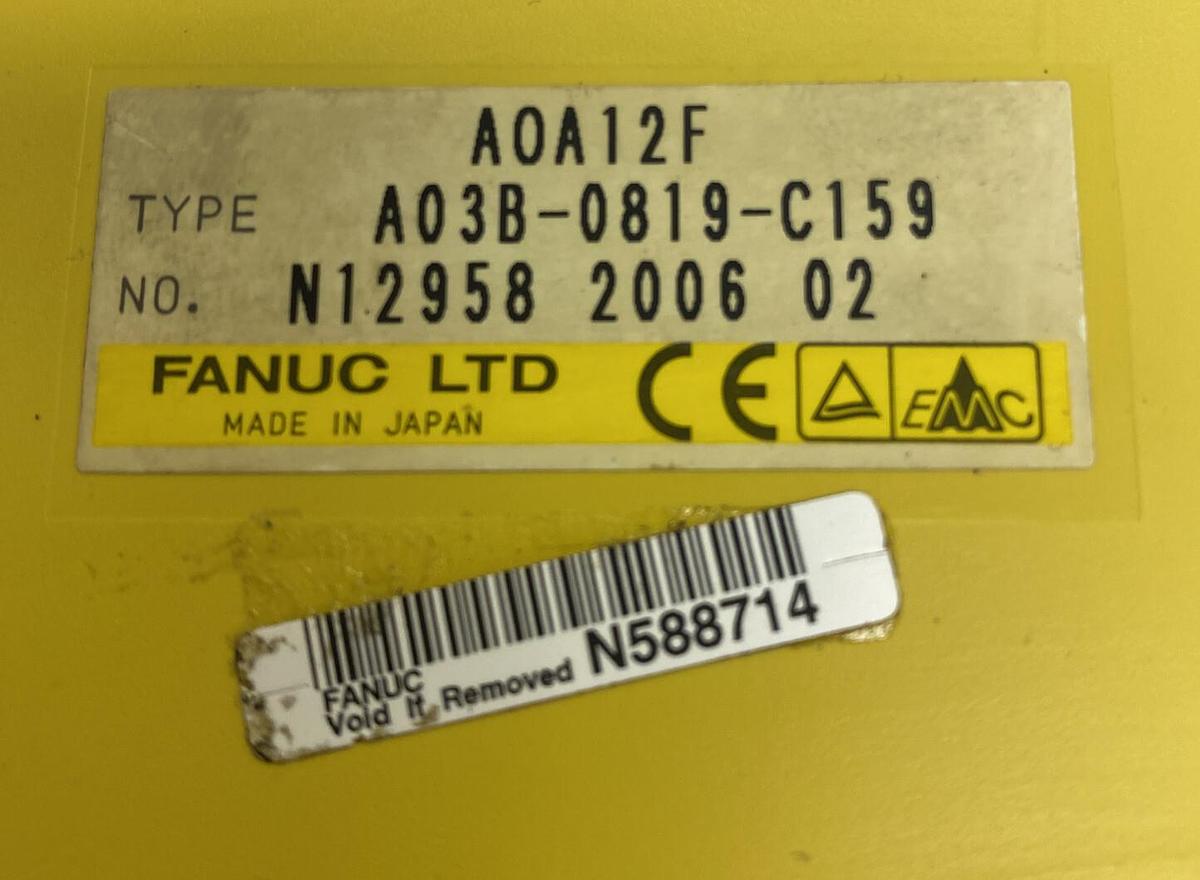 AOA12F
TYPE A03B-0819-C159
NO. N12958 2006 02
FANUC LTD CE EMC
MADE IN JAPAN
FANUC
Void If Removed N588714